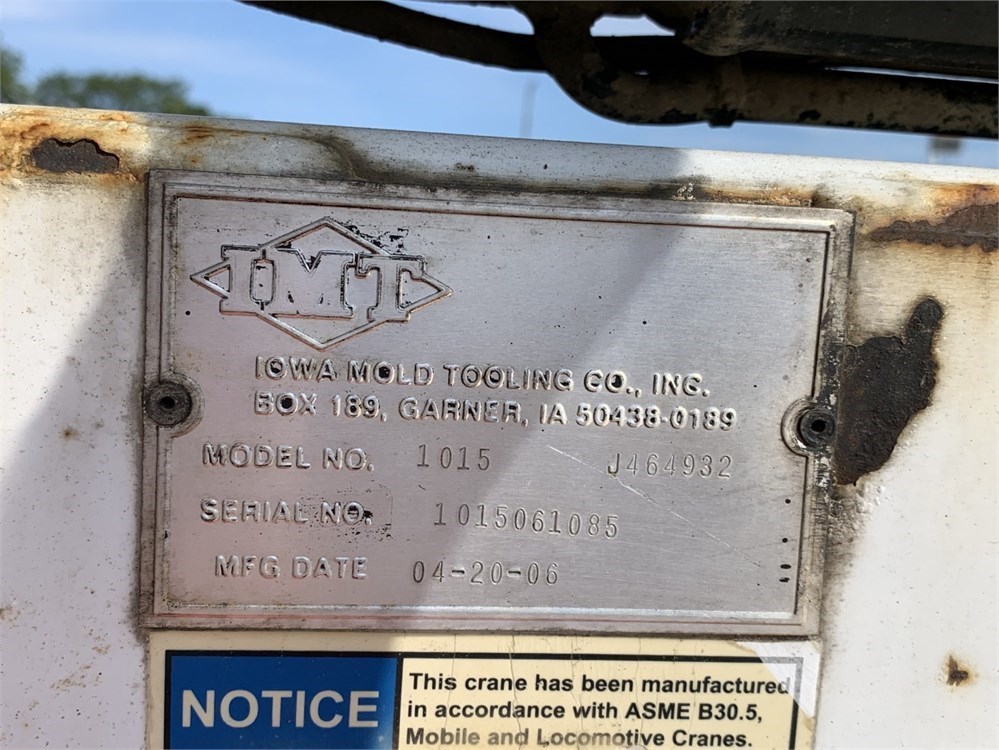 IMT
IOWA MOLD TOOLING CO., INC.
BOX 189, GARNER, IA 50438-0189
MODEL NO. 1015 J464932
SERIAL NO. 1015061085
MFG DATE 04-20-06
NOTICE
This crane has been manufactured
in accordance with ASME B30.5,
Mobile and Locomotive Cranes.